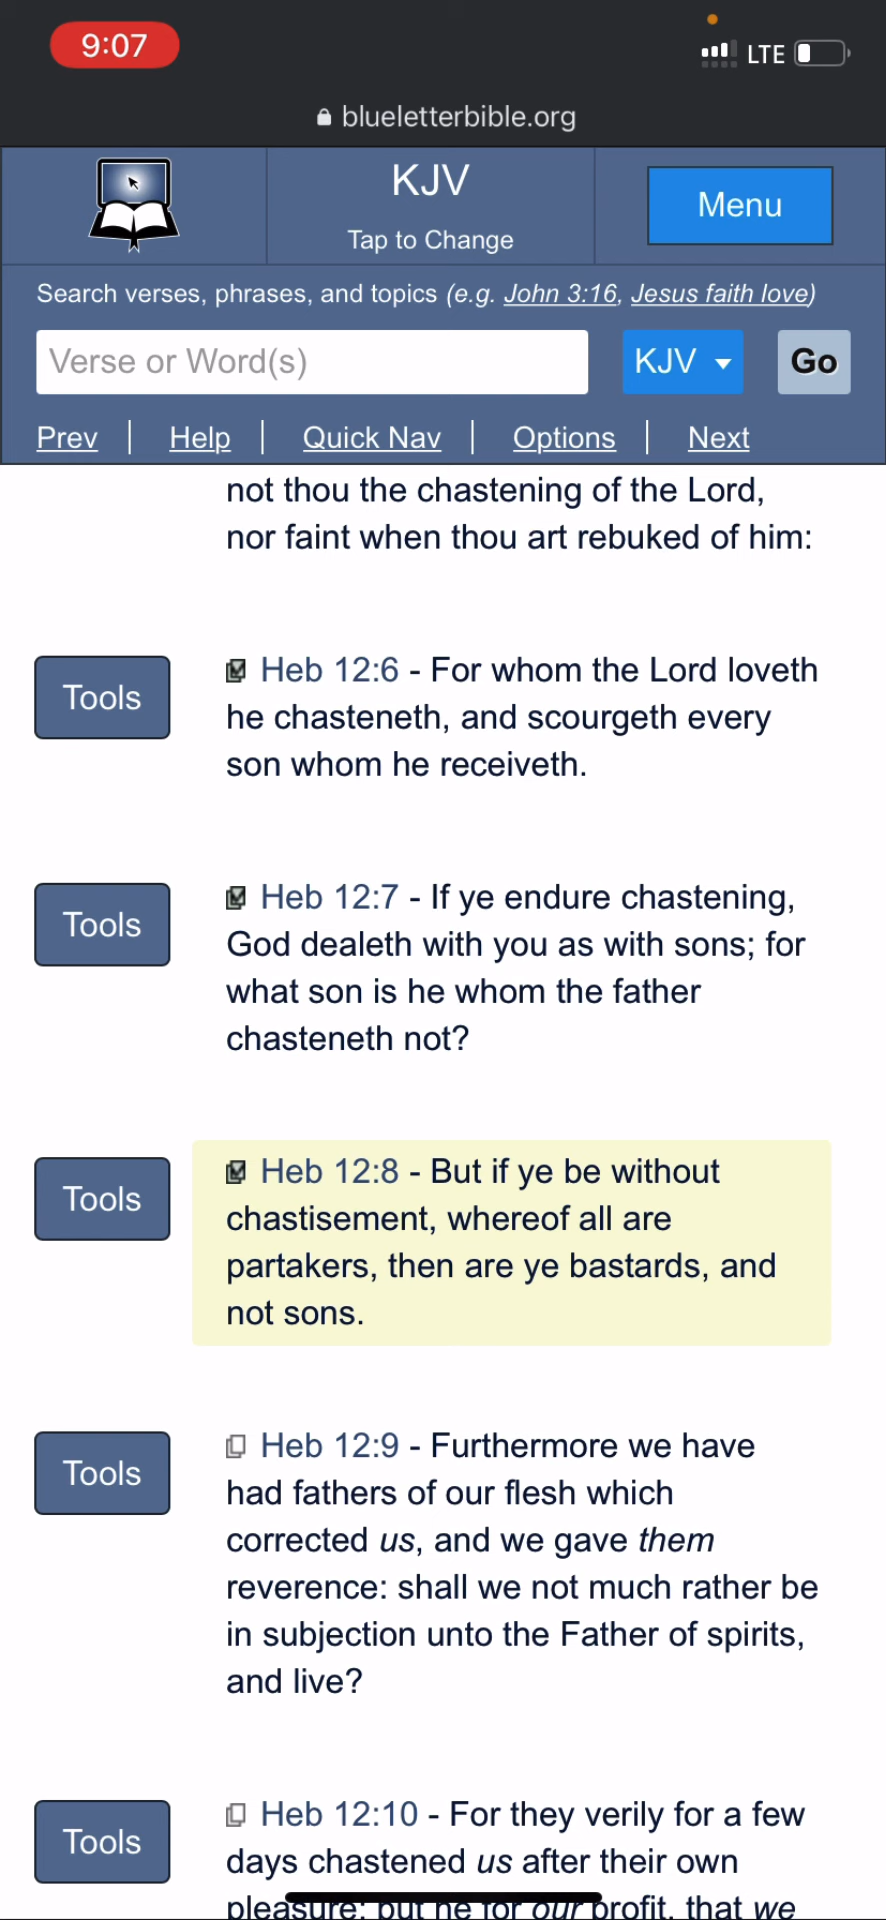 9:07
LTE
blueletterbible.org
KJV
Tap to Change
Menu
Search verses, phrases, and topics (e.g. John 3:16, Jesus faith love)
Verse or Word(s)
KJV
Go
Prev | Help | Quick Nav | Options | Next
not thou the chastening of the Lord,
nor faint when thou art rebuked of him:
Tools
Heb 12:6 - For whom the Lord loveth
he chasteneth, and scourgeth every
son whom he receiveth.
Tools
Heb 12:7 - If ye endure chastening,
God dealeth with you as with sons; for
what son is he whom the father
chasteneth not?
Tools
Heb 12:8 - But if ye be without
chastisement, whereof all are
partakers, then are ye bastards, and
not sons.
Tools
Heb 12:9 - Furthermore we have
had fathers of our flesh which
corrected us, and we gave them
reverence: shall we not much rather be
in subjection unto the Father of spirits,
and live?
Tools
Heb 12:10 - For they verily for a few
days chastened us after their own
pleasure; but he for our profit, that we